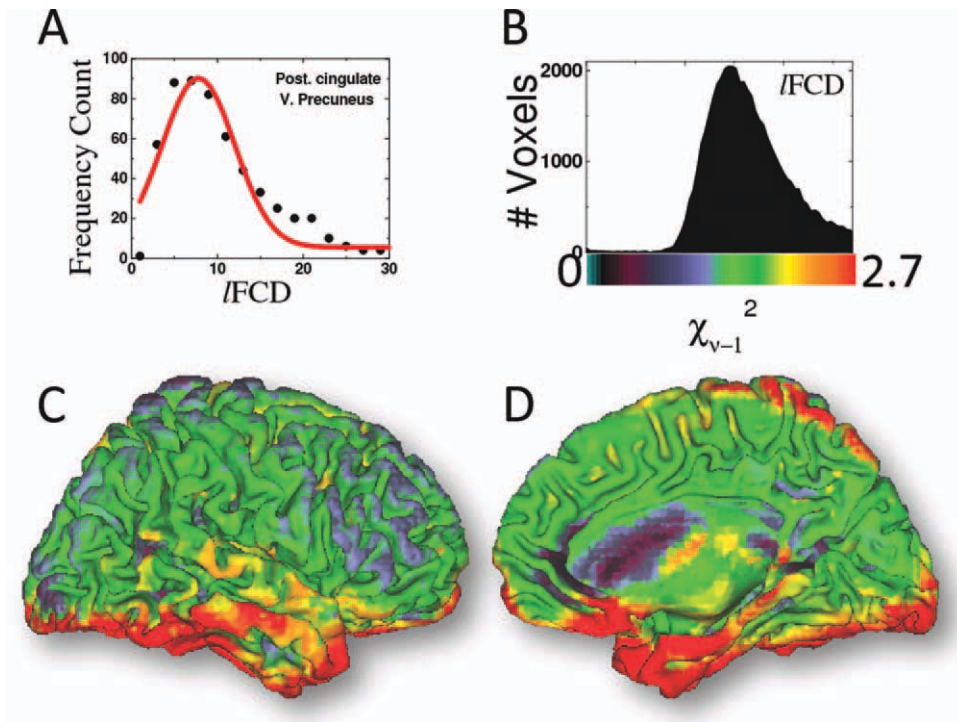 A
100
80
60
40
20
0
0
10
20
30
Frequency Count
Post. cingulate
V. Precuneus
lFCD
B
2000
1000
0
# Voxels
lFCD
0
2.7
χ²ᵥ₋₁
C
D